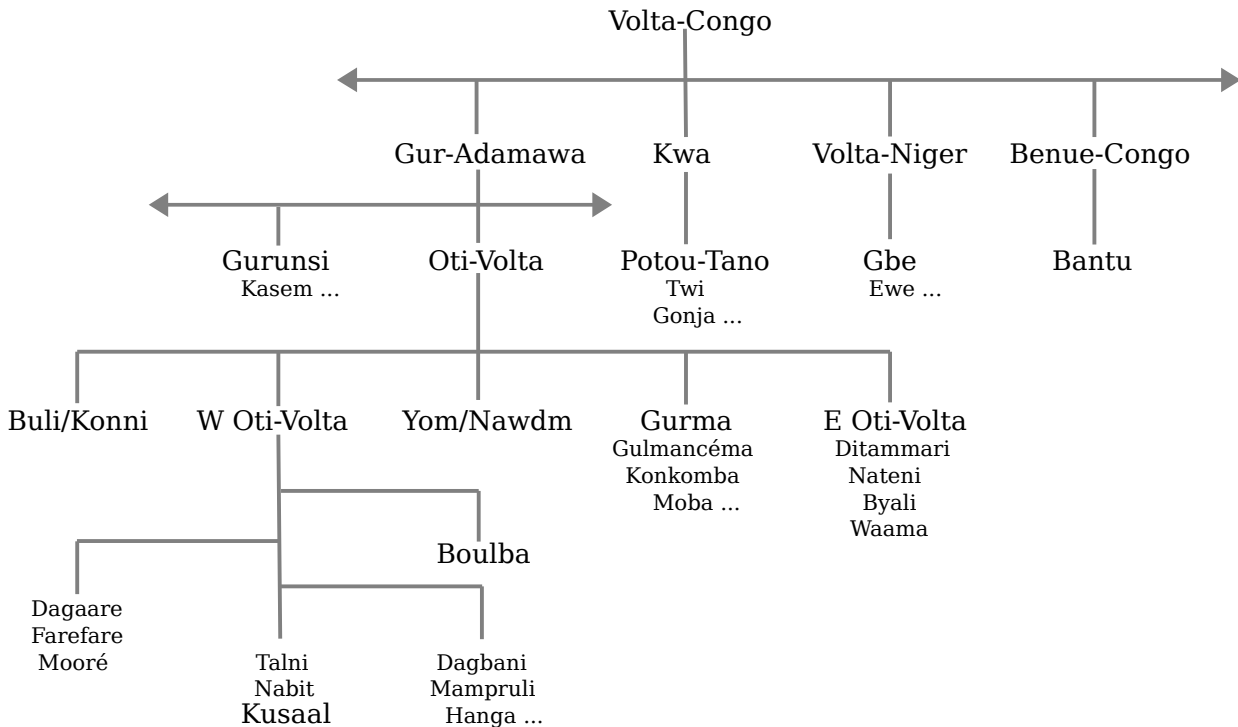 Volta-Congo
Gur-Adamawa
Kwa
Volta-Niger
Benue-Congo
Gurunsi
Kasem ...
Oti-Volta
Potou-Tano
Twi
Gonja ...
Gbe
Ewe ...
Bantu
Buli/Konni
W Oti-Volta
Yom/Nawdm
Gurma
Gulmancéma
Konkomba
Moba ...
E Oti-Volta
Ditammari
Nateni
Byali
Waama
Boulba
Dagaare
Farefare
Mooré
Talni
Nabit
Kusaal
Dagbani
Mampruli
Hanga ...